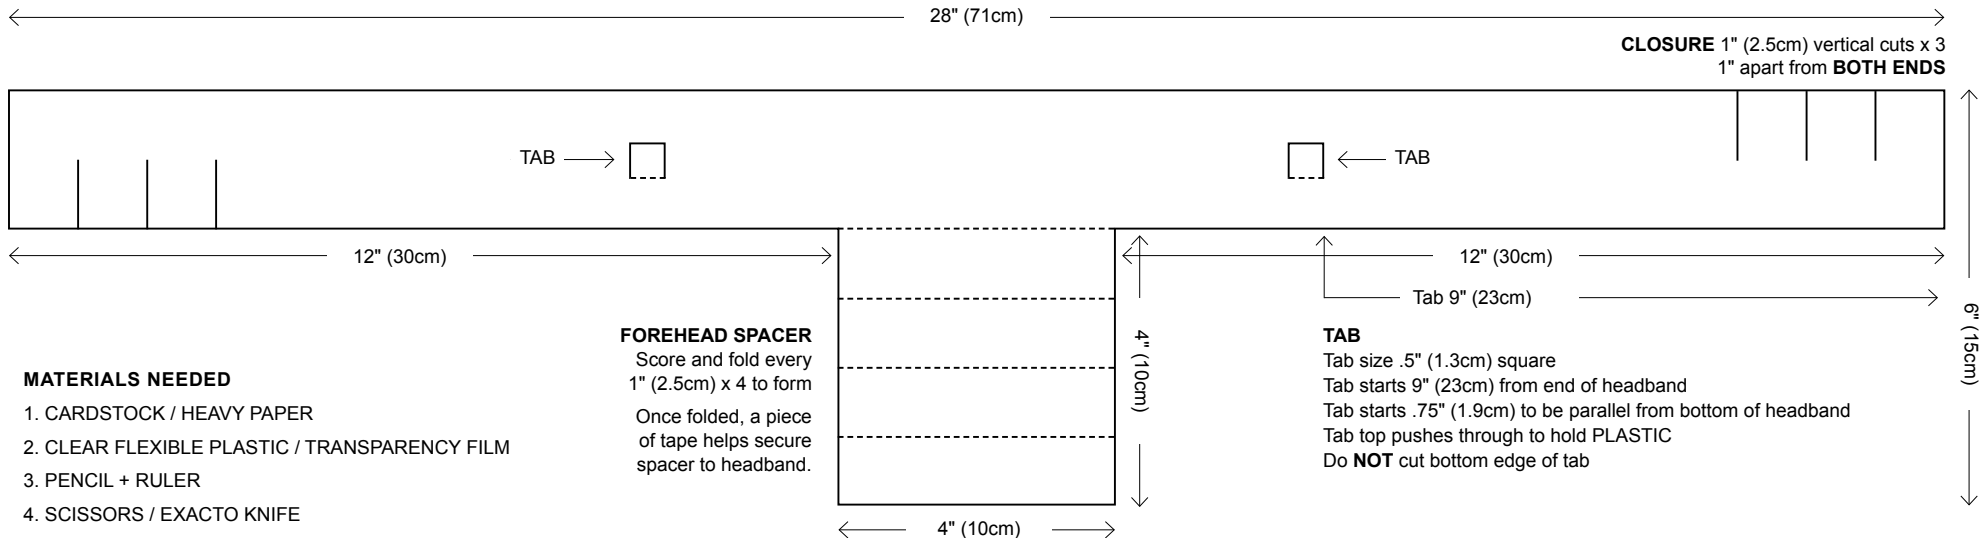 28" (71cm)
CLOSURE 1" (2.5cm) vertical cuts x 3
1" apart from BOTH ENDS
TAB
TAB
12" (30cm)
12" (30cm)
Tab 9" (23cm)
6" (15cm)
4" (10cm)
FOREHEAD SPACER
Score and fold every
1" (2.5cm) x 4 to form
Once folded, a piece
of tape helps secure
spacer to headband.
TAB
Tab size .5" (1.3cm) square
Tab starts 9" (23cm) from end of headband
Tab starts .75" (1.9cm) to be parallel from bottom of headband
Tab top pushes through to hold PLASTIC
Do NOT cut bottom edge of tab
MATERIALS NEEDED
1. CARDSTOCK / HEAVY PAPER
2. CLEAR FLEXIBLE PLASTIC / TRANSPARENCY FILM
3. PENCIL + RULER
4. SCISSORS / EXACTO KNIFE
4" (10cm)